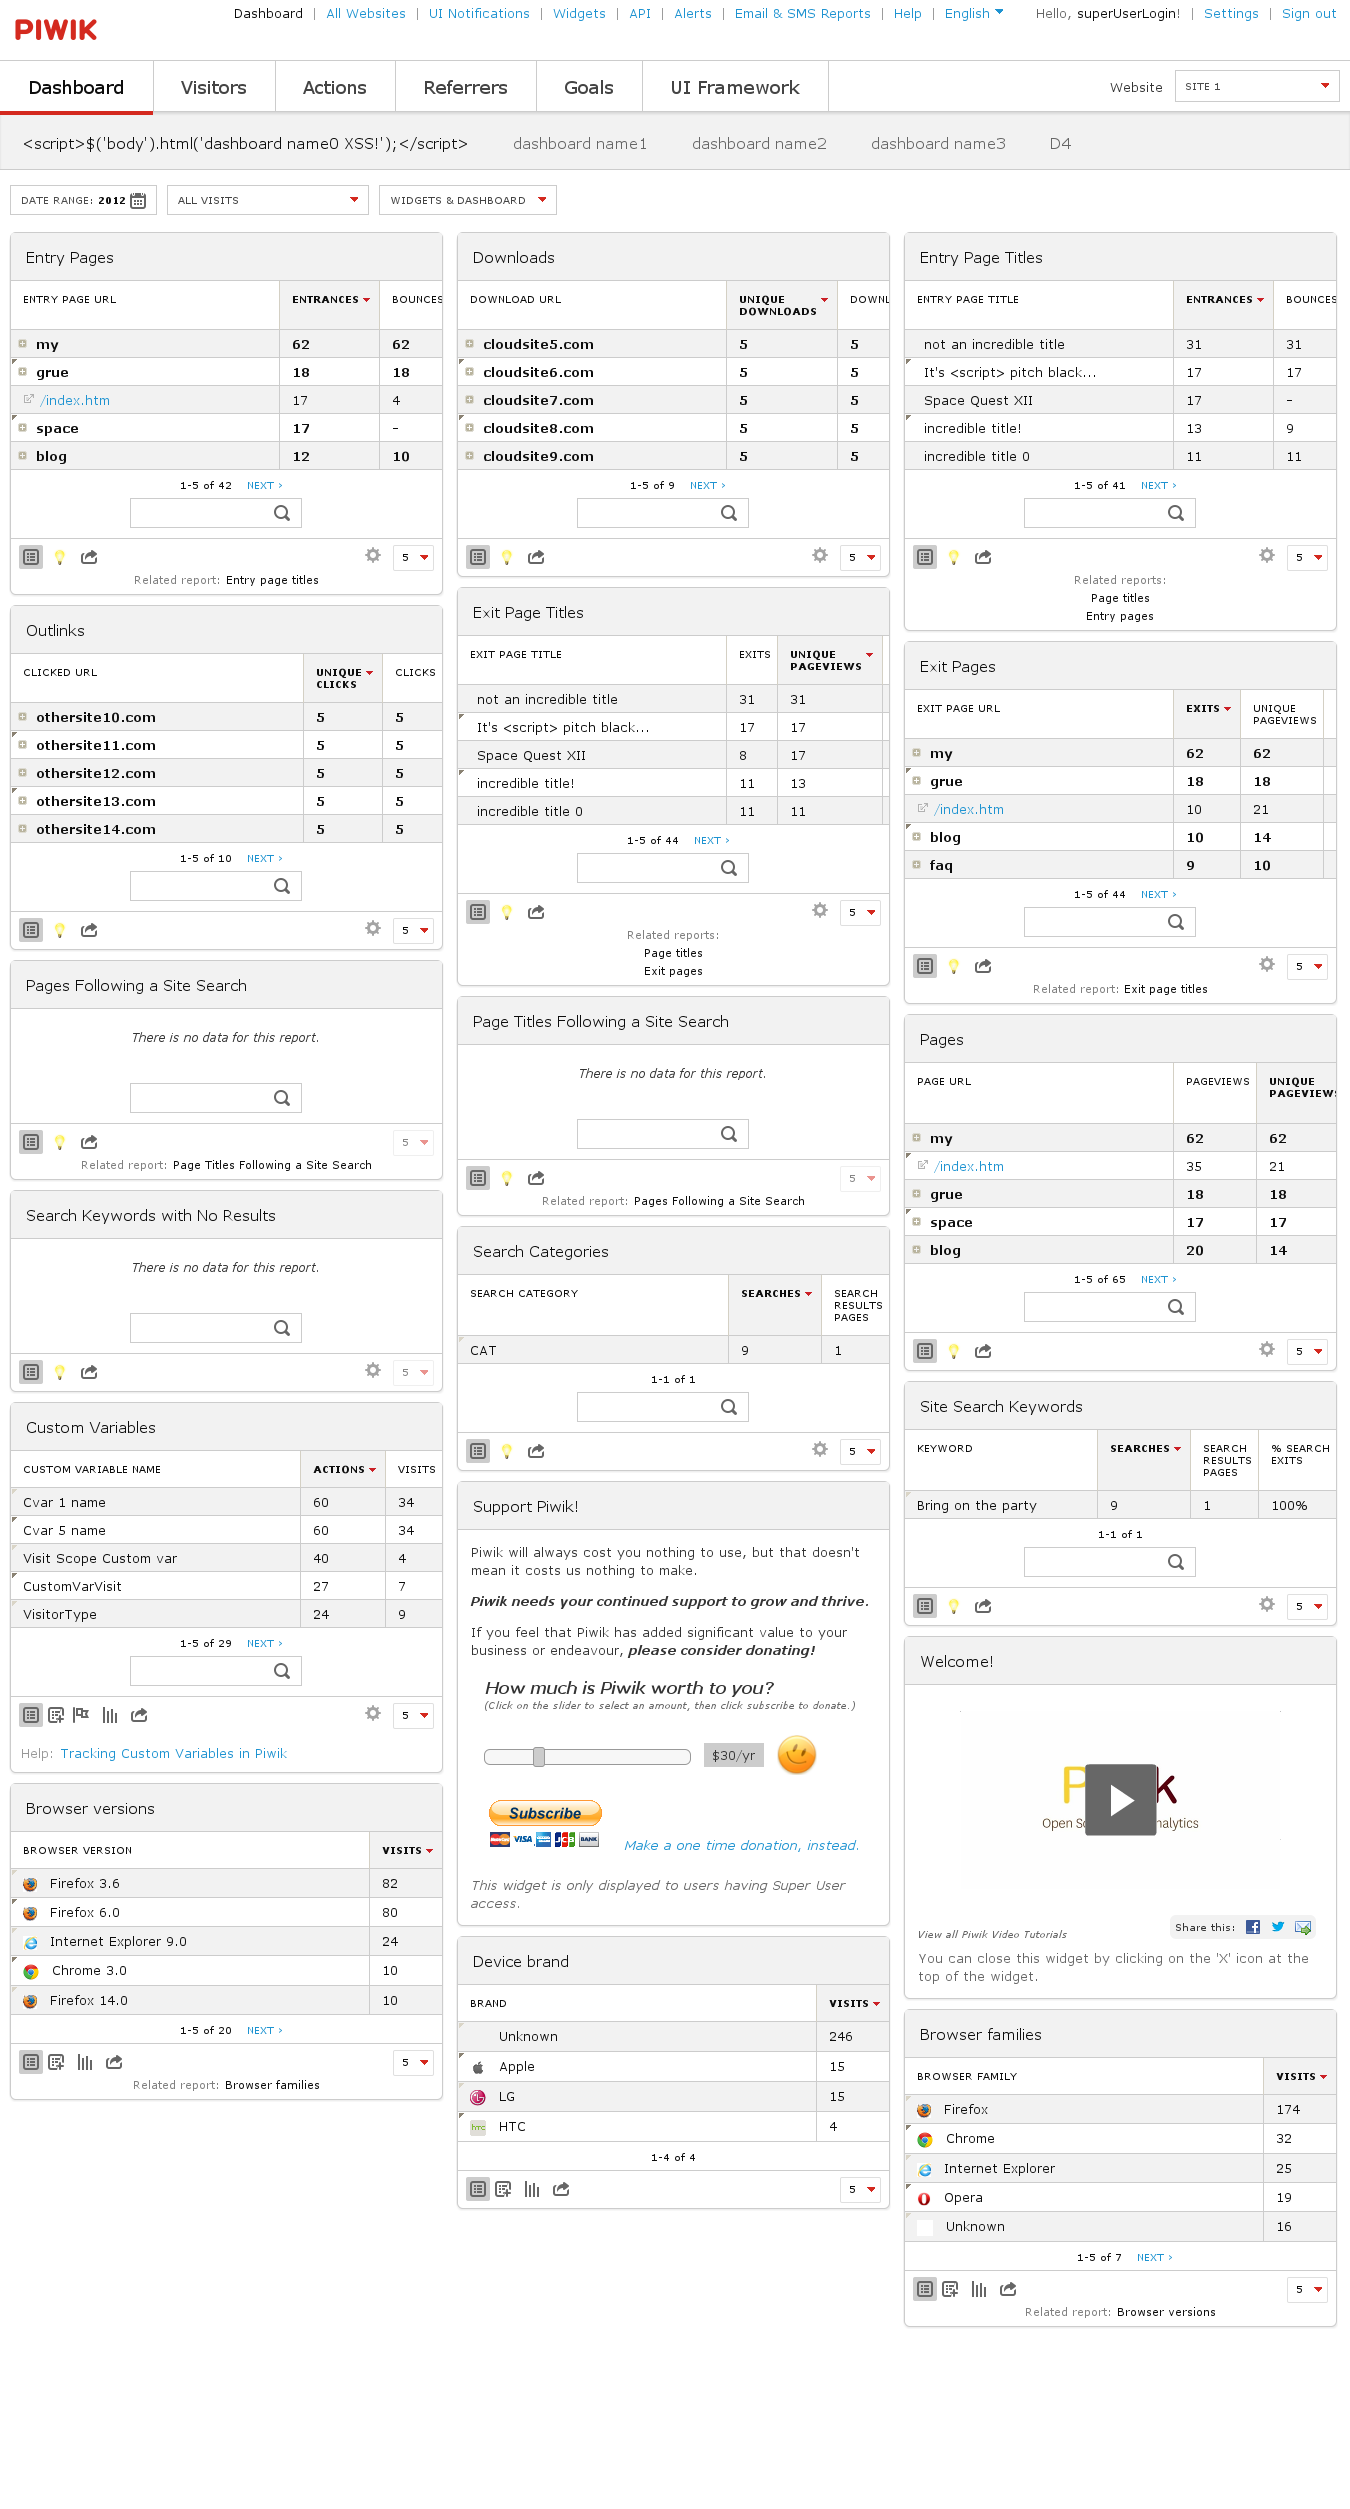 Dashboard | All Websites | UI Notifications | Widgets | API | Alerts | Email & SMS Reports | Help | English Hello, superUserLogin! | Settings | Sign out
PIWIK
Dashboard Visitors Actions Referrers Goals UI Framework Website SITE 1
<script>$('body').html('dashboard name0 XSS!');</script> dashboard name1 dashboard name2 dashboard name3 D4
DATE RANGE: 2012 ALL VISITS WIDGETS & DASHBOARD
Entry Pages
ENTRY PAGE URL ENTRANCES BOUNCES
my 62 62
grue 18 18
/index.htm 17 4
space 17 -
blog 12 10
1-5 of 42 NEXT ›
5
Related report: Entry page titles
Outlinks
CLICKED URL UNIQUE CLICKS CLICKS
othersite10.com 5 5
othersite11.com 5 5
othersite12.com 5 5
othersite13.com 5 5
othersite14.com 5 5
1-5 of 10 NEXT ›
5
Pages Following a Site Search
There is no data for this report.
5
Related report: Page Titles Following a Site Search
Search Keywords with No Results
There is no data for this report.
5
Custom Variables
CUSTOM VARIABLE NAME ACTIONS VISITS
Cvar 1 name 60 34
Cvar 5 name 60 34
Visit Scope Custom var 40 4
CustomVarVisit 27 7
VisitorType 24 9
1-5 of 29 NEXT ›
5
Help: Tracking Custom Variables in Piwik
Browser versions
BROWSER VERSION VISITS
Firefox 3.6 82
Firefox 6.0 80
Internet Explorer 9.0 24
Chrome 3.0 10
Firefox 14.0 10
1-5 of 20 NEXT ›
5
Related report: Browser families
Downloads
DOWNLOAD URL UNIQUE DOWNLOADS DOWNL
cloudsite5.com 5 5
cloudsite6.com 5 5
cloudsite7.com 5 5
cloudsite8.com 5 5
cloudsite9.com 5 5
1-5 of 9 NEXT ›
5
Exit Page Titles
EXIT PAGE TITLE EXITS UNIQUE PAGEVIEWS
not an incredible title 31 31
It's <script> pitch black... 17 17
Space Quest XII 8 17
incredible title! 11 13
incredible title 0 11 11
1-5 of 44 NEXT ›
5
Related reports:
Page titles
Exit pages
Page Titles Following a Site Search
There is no data for this report.
5
Related report: Pages Following a Site Search
Search Categories
SEARCH CATEGORY SEARCHES SEARCH RESULTS PAGES
CAT 9 1
1-1 of 1
5
Support Piwik!
Piwik will always cost you nothing to use, but that doesn't
mean it costs us nothing to make.
Piwik needs your continued support to grow and thrive.
If you feel that Piwik has added significant value to your
business or endeavour, please consider donating!
How much is Piwik worth to you?
(Click on the slider to select an amount, then click subscribe to donate.)
$30/yr
Subscribe
MasterCard VISA JCB BANK
Make a one time donation, instead.
This widget is only displayed to users having Super User
access.
Device brand
BRAND VISITS
Unknown 246
Apple 15
LG 15
HTC 4
1-4 of 4
5
Entry Page Titles
ENTRY PAGE TITLE ENTRANCES BOUNCES
not an incredible title 31 31
It's <script> pitch black... 17 17
Space Quest XII 17 -
incredible title! 13 9
incredible title 0 11 11
1-5 of 41 NEXT ›
5
Related reports:
Page titles
Entry pages
Exit Pages
EXIT PAGE URL EXITS UNIQUE PAGEVIEWS
my 62 62
grue 18 18
/index.htm 10 21
blog 10 14
faq 9 10
1-5 of 44 NEXT ›
5
Related report: Exit page titles
Pages
PAGE URL PAGEVIEWS UNIQUE PAGEVIEWS
my 62 62
/index.htm 35 21
grue 18 18
space 17 17
blog 20 14
1-5 of 65 NEXT ›
5
Site Search Keywords
KEYWORD SEARCHES SEARCH RESULTS PAGES % SEARCH EXITS
Bring on the party 9 1 100%
1-1 of 1
5
Welcome!
P k
Open So nalytics
View all Piwik Video Tutorials Share this:
You can close this widget by clicking on the 'X' icon at the
top of the widget.
Browser families
BROWSER FAMILY VISITS
Firefox 174
Chrome 32
Internet Explorer 25
Opera 19
Unknown 16
1-5 of 7 NEXT ›
5
Related report: Browser versions